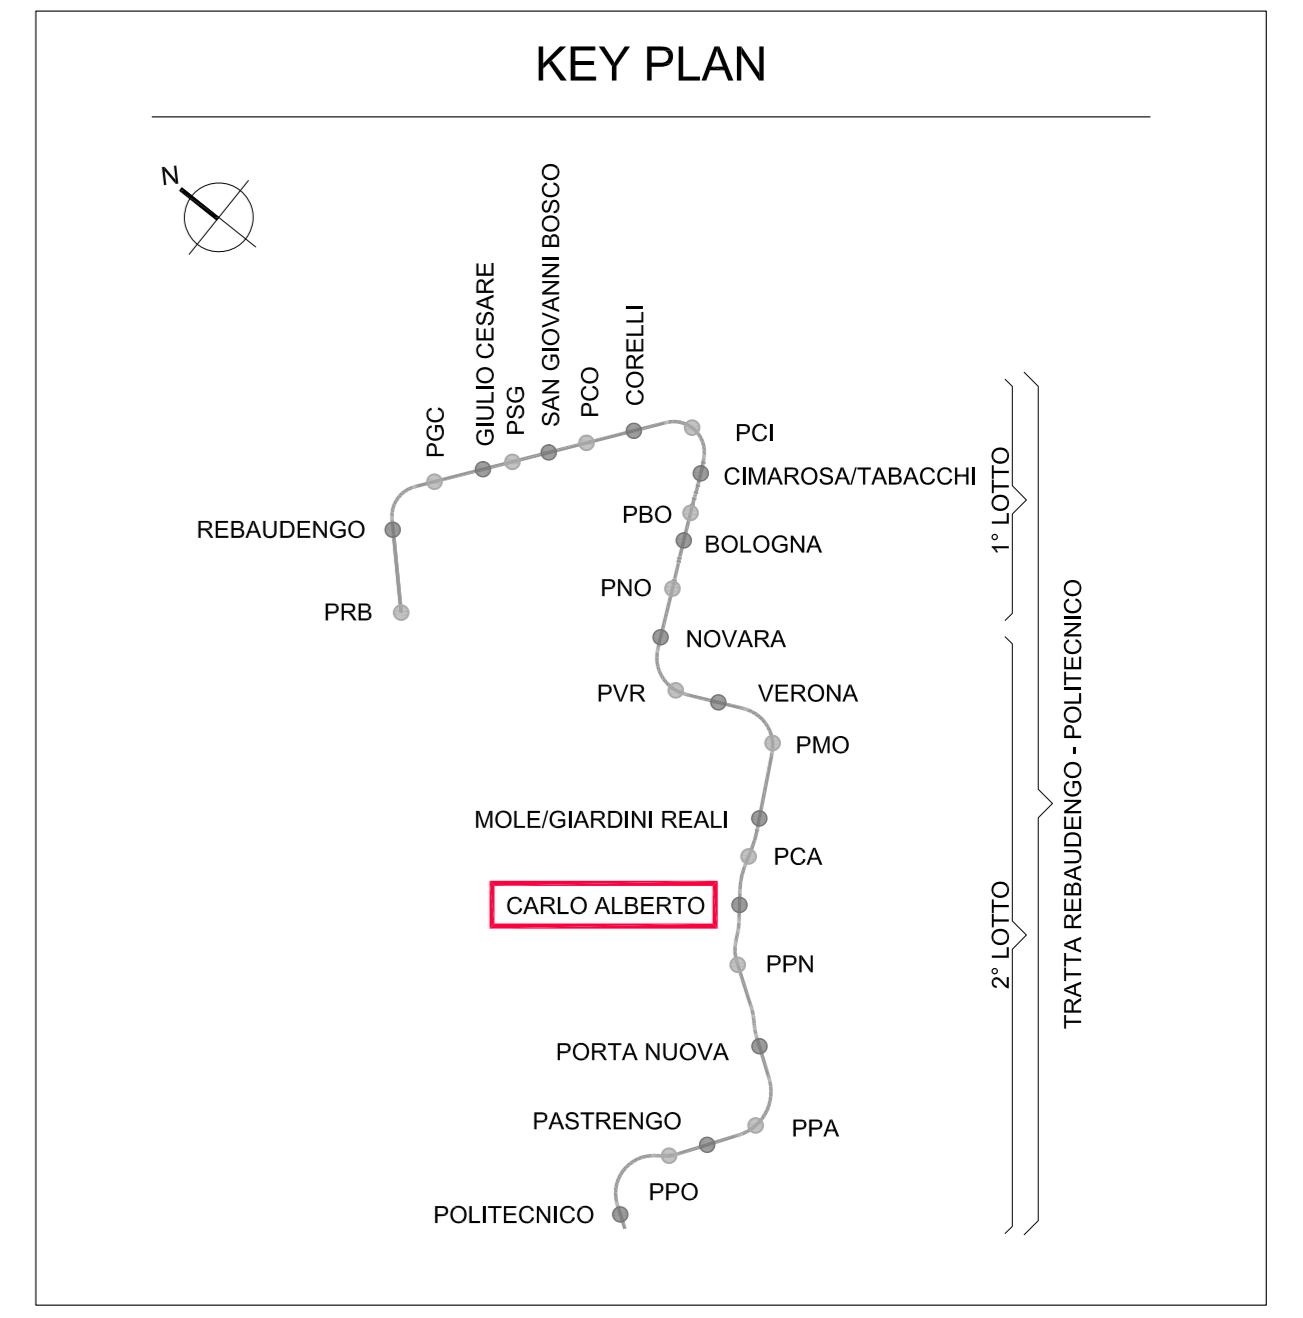 KEY PLAN
N
PGC
GIULIO CESARE
PSG
SAN GIOVANNI BOSCO
PCO
CORELLI
PCI
CIMAROSA/TABACCHI
REBAUDENGO
PBO
BOLOGNA
PNO
PRB
NOVARA
PVR
VERONA
PMO
MOLE/GIARDINI REALI
PCA
CARLO ALBERTO
PPN
PORTA NUOVA
PASTRENGO
PPA
PPO
POLITECNICO
1° LOTTO
2° LOTTO
TRATTA REBAUDENGO - POLITECNICO